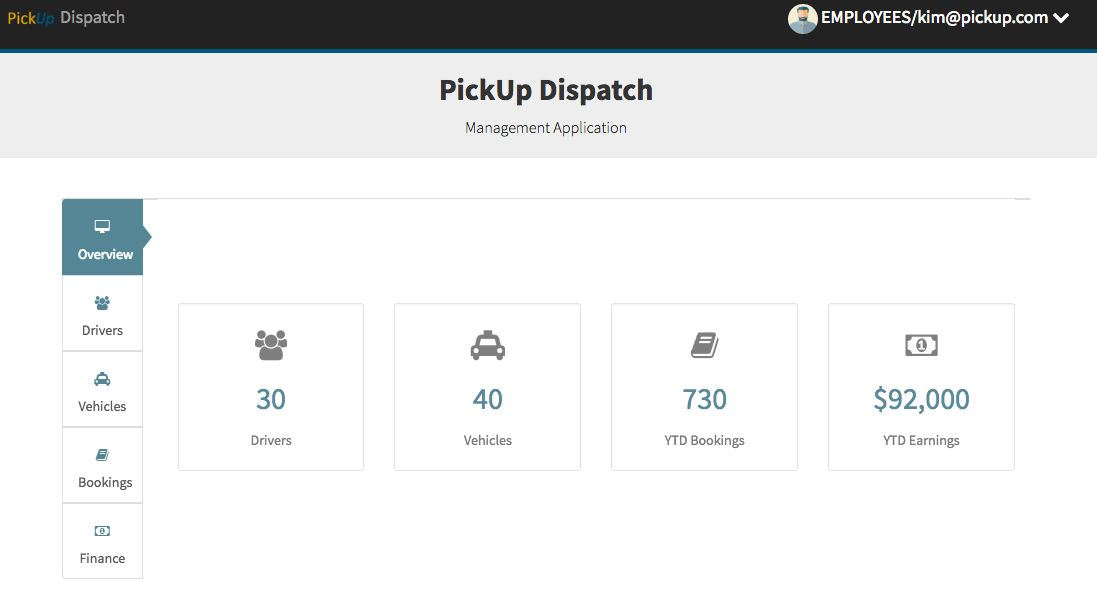 PickUp Dispatch
EMPLOYEES/kim@pickup.com
PickUp Dispatch
Management Application
Overview
Drivers
Vehicles
Bookings
Finance
30
Drivers
40
Vehicles
730
YTD Bookings
$92,000
YTD Earnings